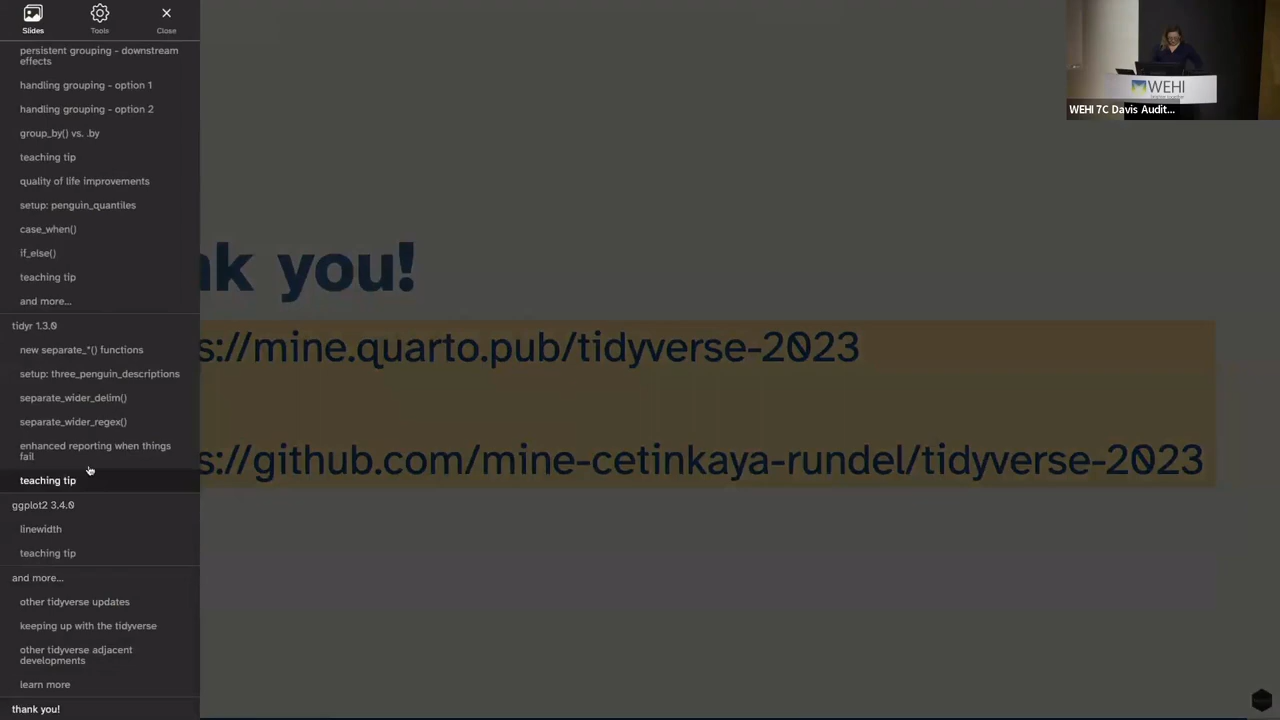 Slides
Tools
Close
persistent grouping - downstream
effects
handling grouping - option 1
handling grouping - option 2
group_by() vs. .by
teaching tip
quality of life improvements
setup: penguin_quantiles
case_when()
if_else()
teaching tip
and more...
tidyr 1.3.0
new separate_*() functions
setup: three_penguin_descriptions
separate_wider_delim()
separate_wider_regex()
enhanced reporting when things
fail
teaching tip
ggplot2 3.4.0
linewidth
teaching tip
and more...
other tidyverse updates
keeping up with the tidyverse
other tidyverse adjacent
developments
learn more
thank you!
nk you!
s://mine.quarto.pub/tidyverse-2023
s://github.com/mine-cetinkaya-rundel/tidyverse-2023
WEHI
WEHI 7C Davis Audit...